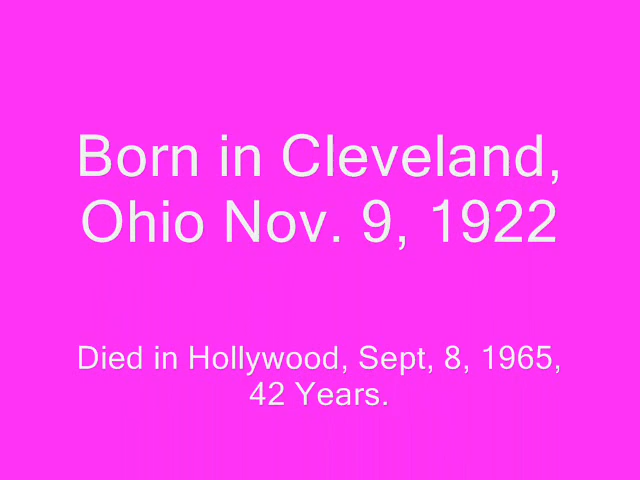 Born in Cleveland,
Ohio Nov. 9, 1922
Died in Hollywood, Sept, 8, 1965,
42 Years.